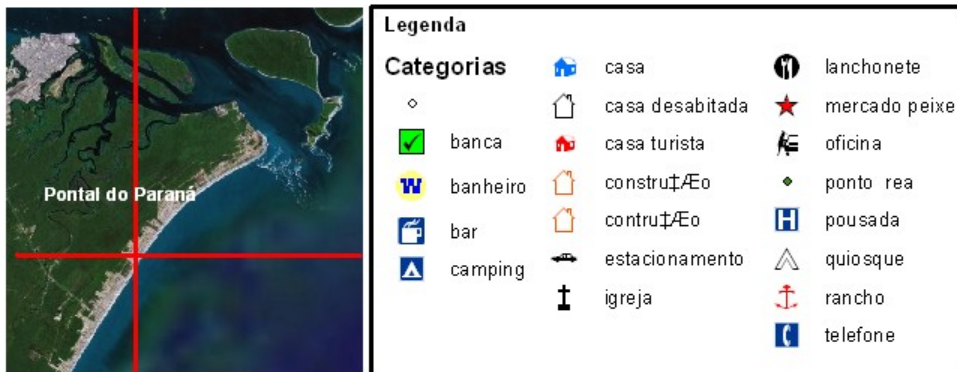 Pontal do Paraná
Legenda
Categorias
banca
banheiro
bar
camping
casa
casa desabitada
casa turista
constru‡Æo
contru‡Æo
estacionamento
igreja
lanchonete
mercado peixe
oficina
ponto rea
pousada
quiosque
rancho
telefone